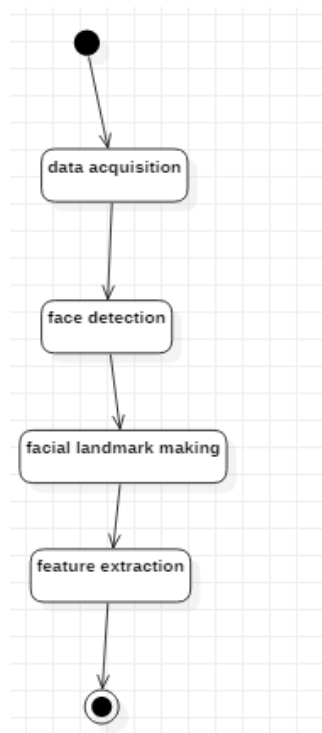 data acquisition
face detection
facial landmark making
feature extraction